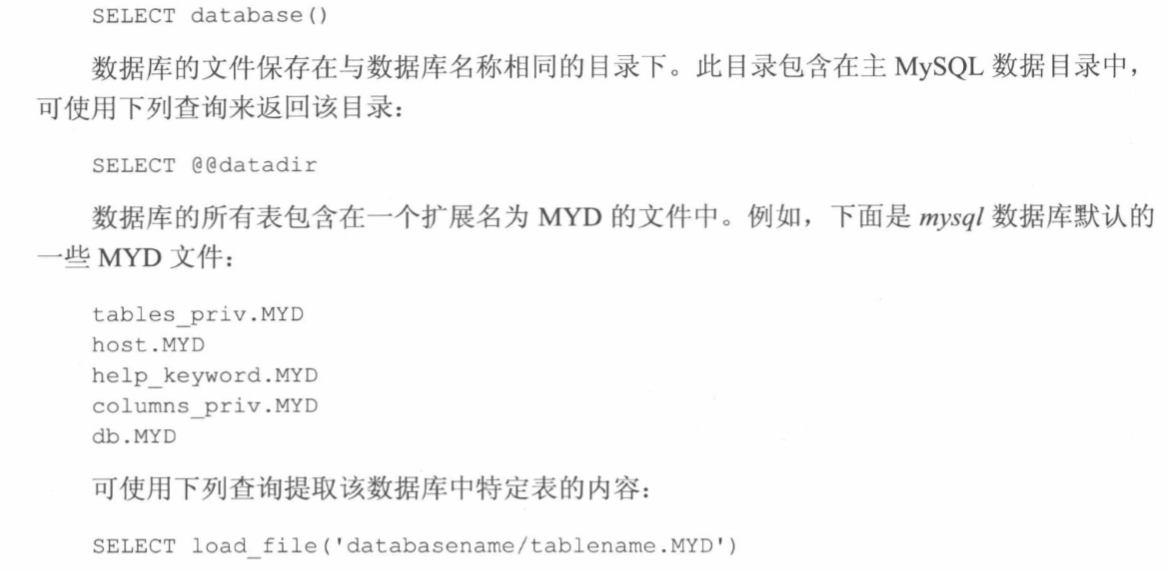 SELECT database()
数据库的文件保存在与数据库名称相同的目录下。此目录包含在主 MySQL 数据目录中，
可使用下列查询来返回该目录：
SELECT @@datadir
数据库的所有表包含在一个扩展名为 MYD 的文件中。例如，下面是 mysql 数据库默认的
一些 MYD 文件：
tables_priv.MYD
host.MYD
help_keyword.MYD
columns_priv.MYD
db.MYD
可使用下列查询提取该数据库中特定表的内容：
SELECT load_file('databasename/tablename.MYD')